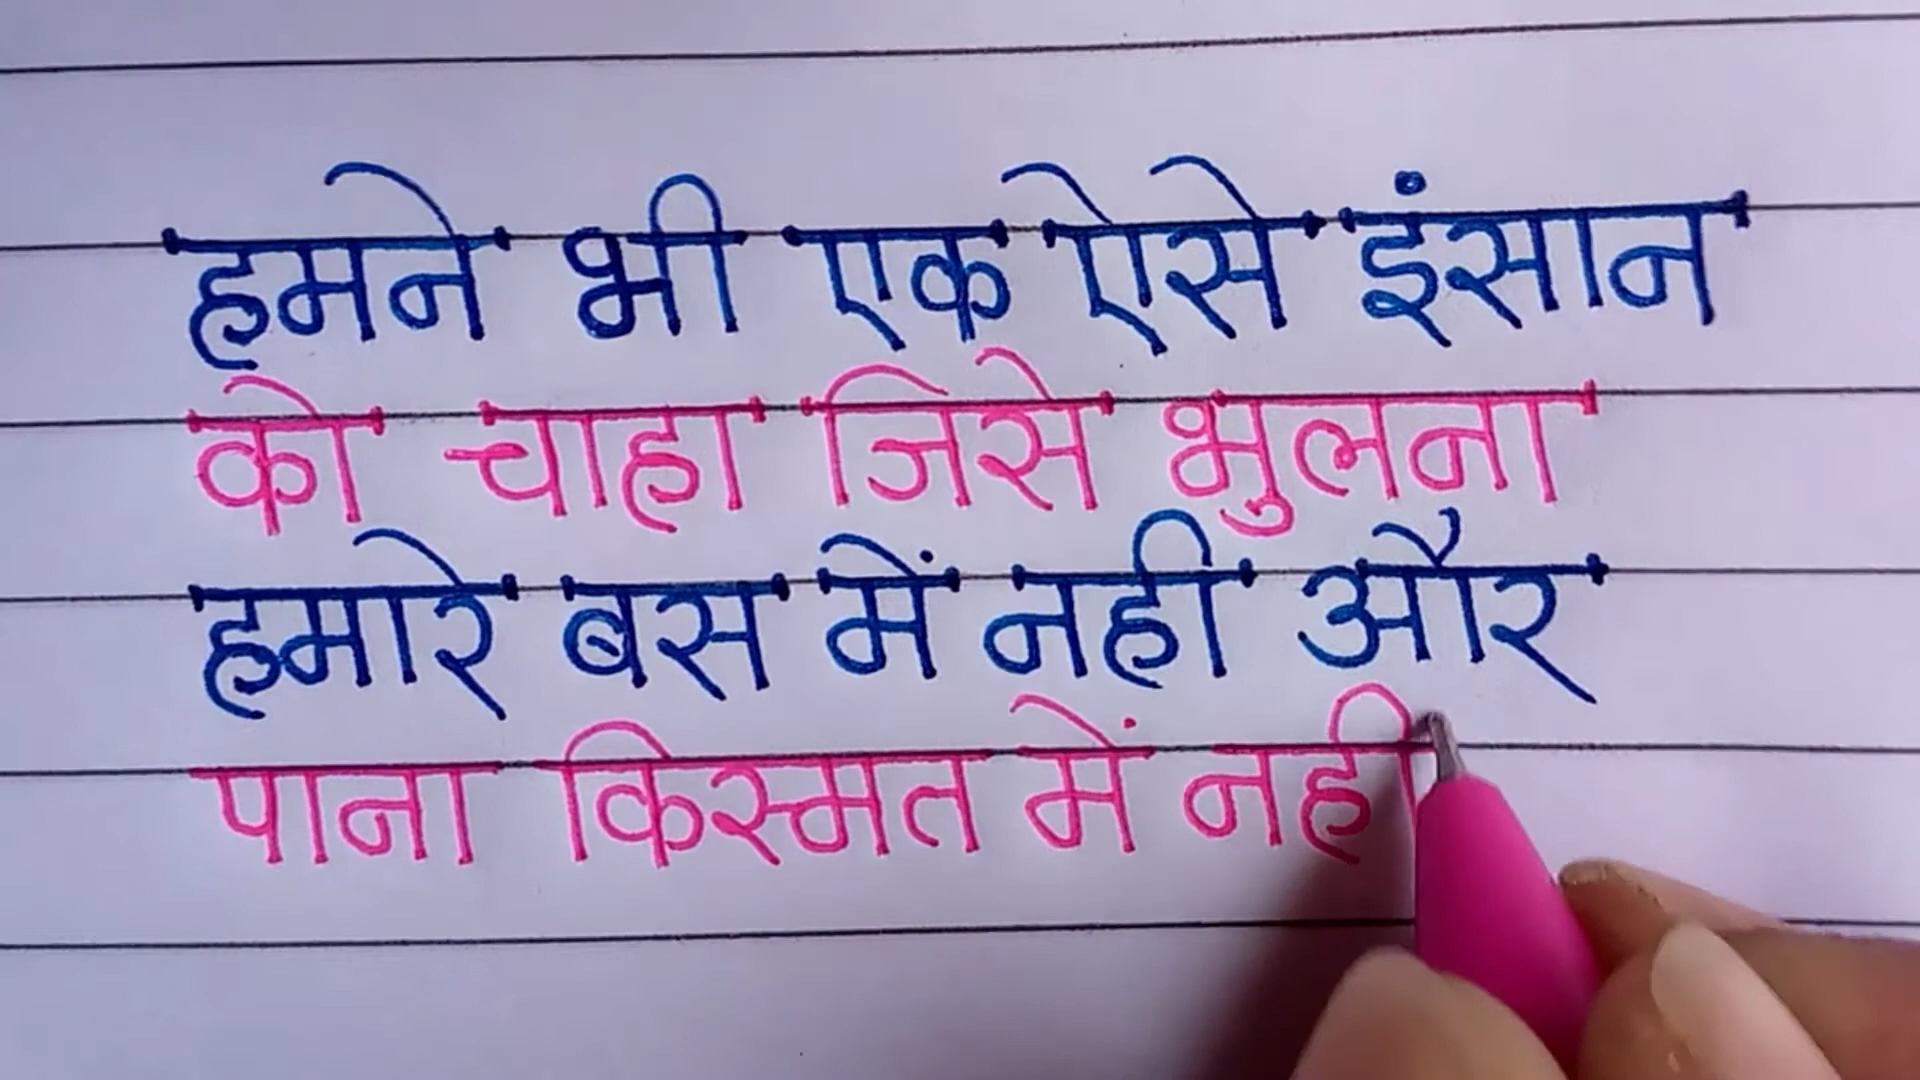 हमने भी एक ऐसे इंसान
को चाहा जिसे भुलना
हमारे बस में नही और
पाना किस्मत में नही